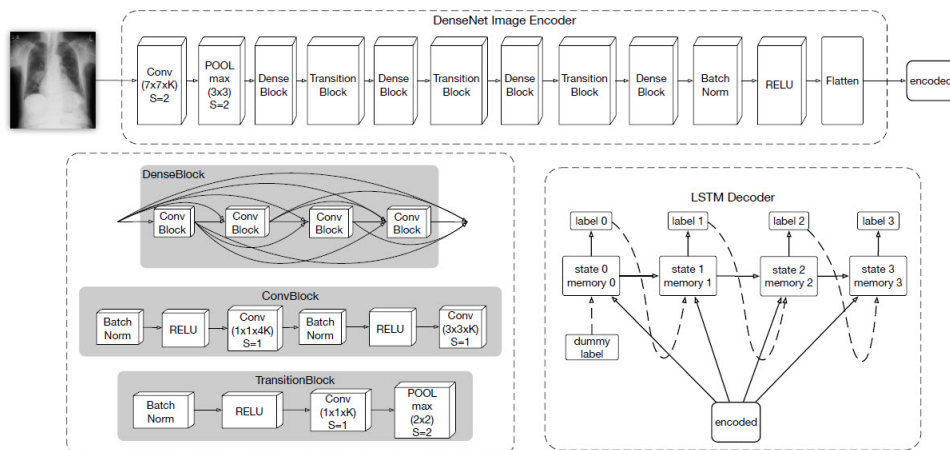 DenseNet Image Encoder
Conv
(7x7xK)
S=2
POOL
max
(3x3)
S=2
Dense
Block
Transition
Block
Dense
Block
Transition
Block
Dense
Block
Transition
Block
Dense
Block
Batch
Norm
RELU
Flatten
encoded
DenseBlock
Conv
Block
Conv
Block
Conv
Block
Conv
Block
ConvBlock
Batch
Norm
RELU
Conv
(1x1x4K)
S=1
Batch
Norm
RELU
Conv
(3x3xK)
S=1
TransitionBlock
Batch
Norm
RELU
Conv
(1x1xK)
S=1
POOL
max
(2x2)
S=2
LSTM Decoder
label 0
label 1
label 2
label 3
state 0
memory 0
state 1
memory 1
state 2
memory 2
state 3
memory 3
dummy
label
encoded